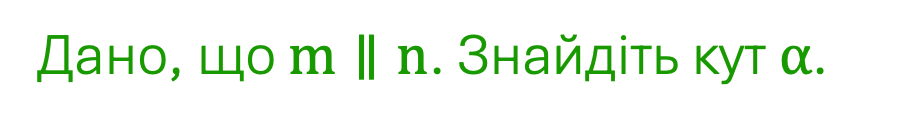 Дано, що m ∥ n. Знайдіть кут α.